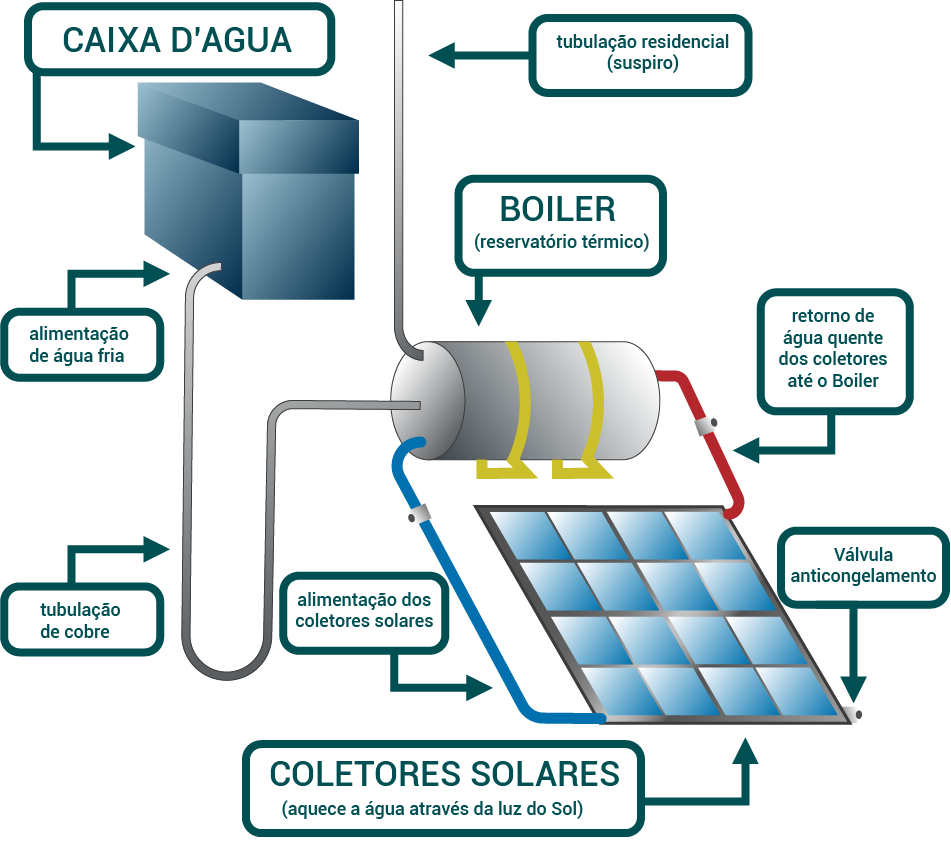 CAIXA D'AGUA
tubulação residencial
(suspiro)
BOILER
(reservatório térmico)
alimentação
de água fria
retorno de
água quente
dos coletores
até o Boiler
Válvula
anticongelamento
tubulação
de cobre
alimentação dos
coletores solares
COLETORES SOLARES
(aquece a água através da luz do Sol)